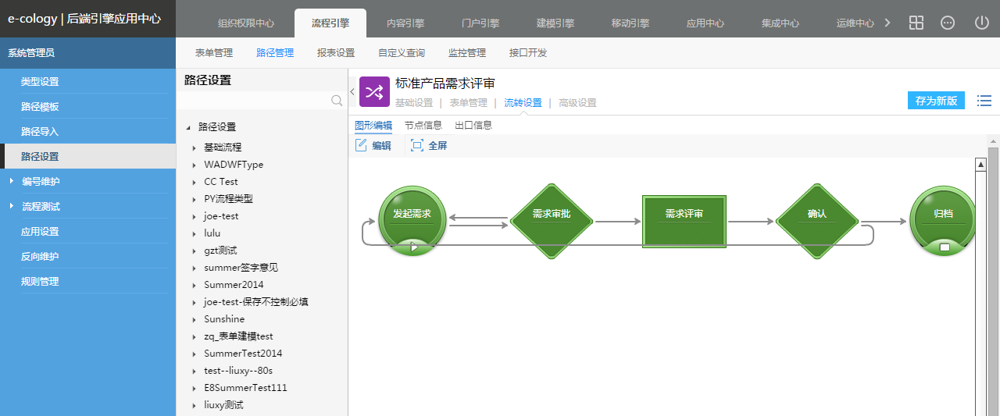 e-cology | 后端引擎应用中心
组织权限中心 流程引擎 内容引擎 门户引擎 建模引擎 移动引擎 应用中心 集成中心 运维中心
系统管理员
表单管理 路径管理 报表设置 自定义查询 监控管理 接口开发
类型设置
路径模板
路径导入
路径设置
编号维护
流程测试
应用设置
反向维护
规则管理
路径设置
路径设置
基础流程
WADWFType
CC Test
PY流程类型
joe-test
lulu
gzt测试
summer签字意见
Summer2014
joe-test-保存不控制必填
Sunshine
zq_表单建模test
SummerTest2014
test--liuxy--80s
E8SummerTest111
liuxy测试
标准产品需求评审
基础设置 | 表单管理 | 流转设置 | 高级设置
存为新版
图形编辑 节点信息 出口信息
编辑 全屏
发起需求 需求审批 需求评审 确认 归档